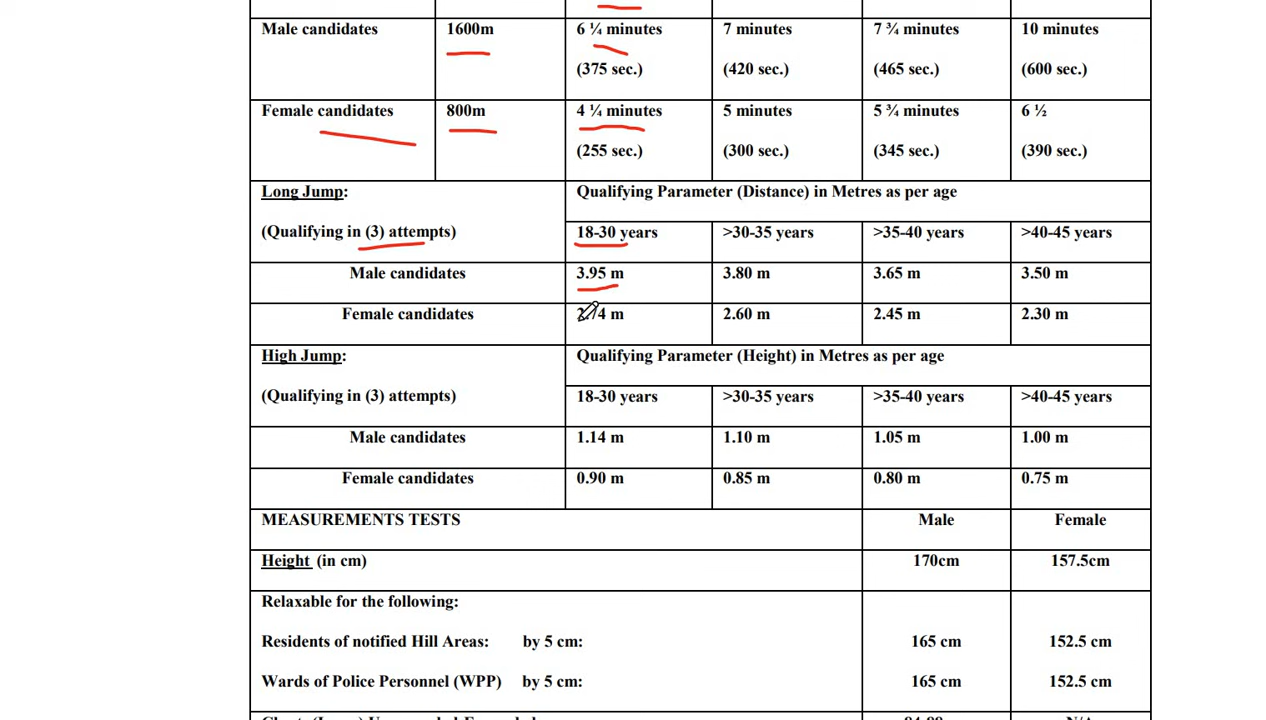 Male candidates 1600m 6 ¼ minutes 7 minutes 7 ¾ minutes 10 minutes
(375 sec.) (420 sec.) (465 sec.) (600 sec.)
Female candidates 800m 4 ¼ minutes 5 minutes 5 ¾ minutes 6 ½
(255 sec.) (300 sec.) (345 sec.) (390 sec.)
Long Jump: Qualifying Parameter (Distance) in Metres as per age
(Qualifying in (3) attempts) 18-30 years >30-35 years >35-40 years >40-45 years
Male candidates 3.95 m 3.80 m 3.65 m 3.50 m
Female candidates m 2.60 m 2.45 m 2.30 m
High Jump: Qualifying Parameter (Height) in Metres as per age
(Qualifying in (3) attempts) 18-30 years >30-35 years >35-40 years >40-45 years
Male candidates 1.14 m 1.10 m 1.05 m 1.00 m
Female candidates 0.90 m 0.85 m 0.80 m 0.75 m
MEASUREMENTS TESTS Male Female
Height (in cm) 170cm 157.5cm
Relaxable for the following:
Residents of notified Hill Areas: by 5 cm: 165 cm 152.5 cm
Wards of Police Personnel (WPP) by 5 cm: 165 cm 152.5 cm